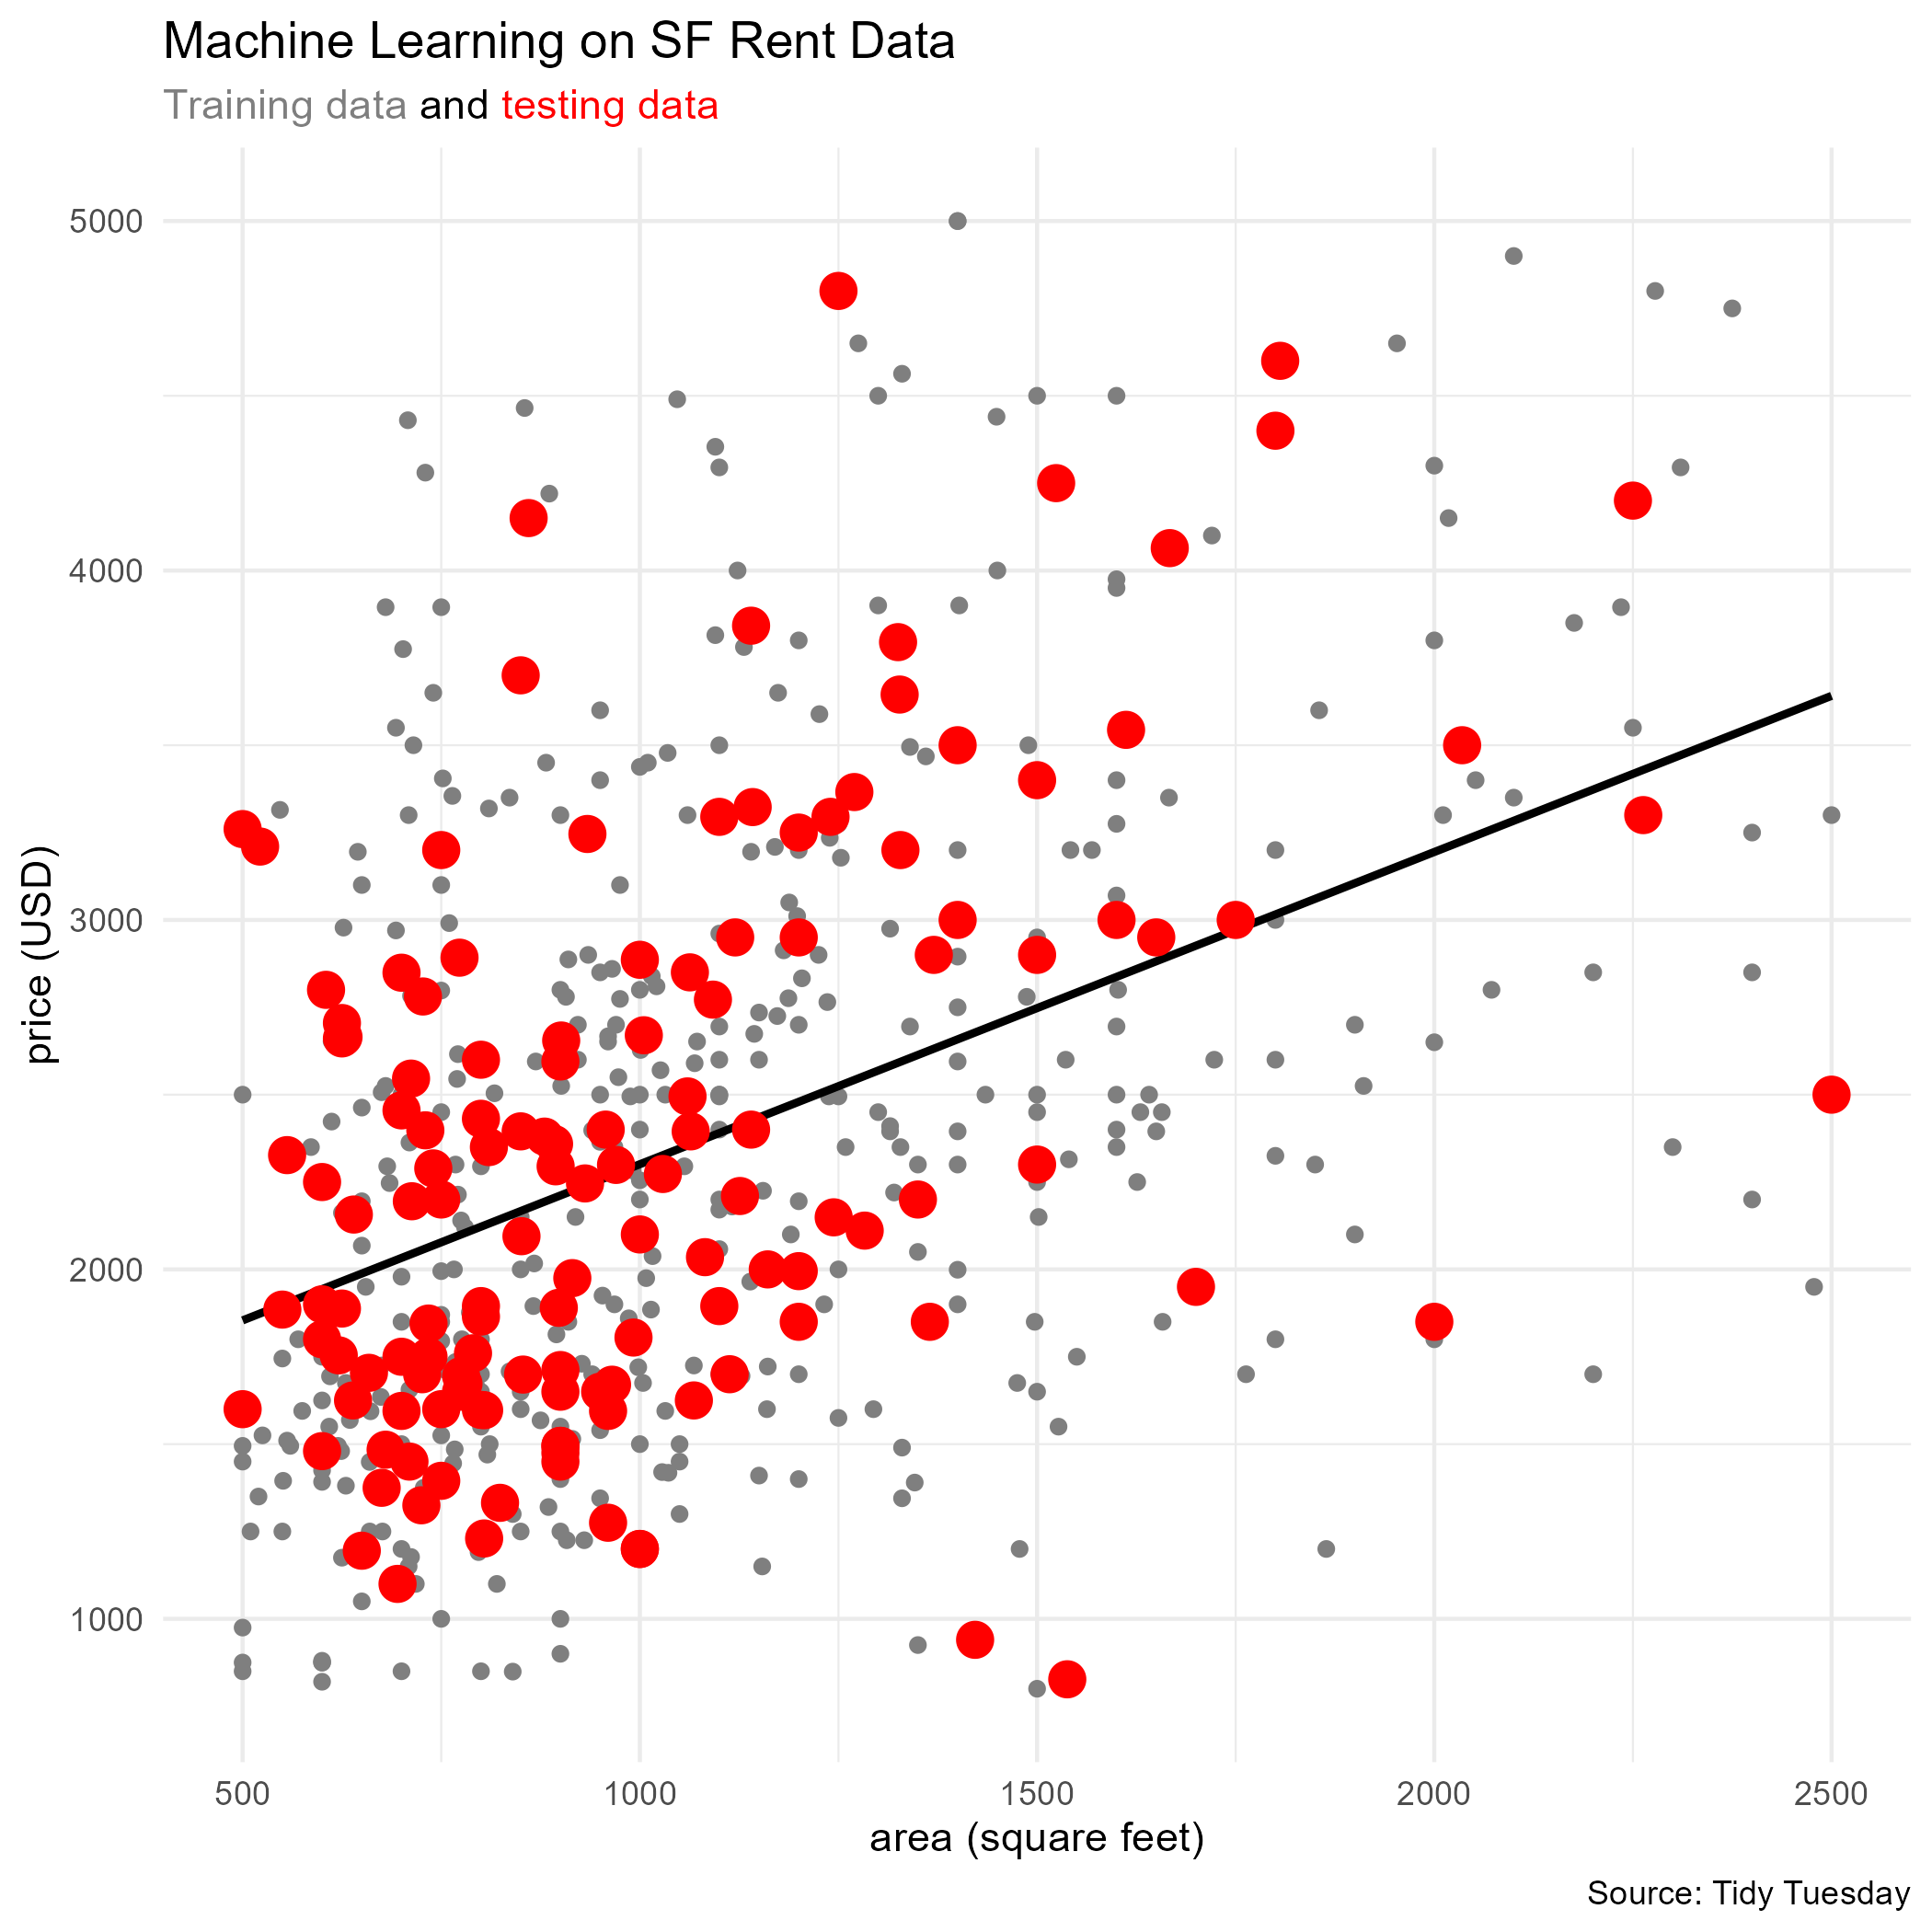 Machine Learning on SF Rent Data
Training data and testing data
price (USD)
5000
4000
3000
2000
1000
500 1000 1500 2000 2500
area (square feet)
Source: Tidy Tuesday